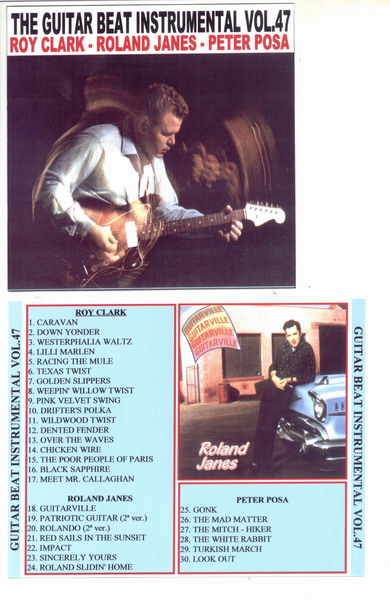 THE GUITAR BEAT INSTRUMENTAL VOL.47
ROY CLARK - ROLAND JANES - PETER POSA
GUITAR BEAT INSTRUMENTAL VOL.47
ROY CLARK
1. CARAVAN
2. DOWN YONDER
3. WESTERPHALIA WALTZ
4. LILLI MARLEN
5. RACING THE MULE
6. TEXAS TWIST
7. GOLDEN SLIPPERS
8. WEEPIN' WILLOW TWIST
9. PINK VELVET SWING
10. DRIFTER'S POLKA
11. WILDWOOD TWIST
12. DENTED FENDER
13. OVER THE WAVES
14. CHICKEN WIRE
15. THE POOR PEOPLE OF PARIS
16. BLACK SAPPHIRE
17. MEET MR. CALLAGHAN
ROLAND JANES
18. GUITARVILLE
19. PATRIOTIC GUITAR (2ª ver.)
20. ROLANDO (2ª ver.)
21. RED SAILS IN THE SUNSET
22. IMPACT
23. SINCERELY YOURS
24. ROLAND SLIDIN' HOME
GUITARVILLE
GUITARVILLE
GUITARVILLE
GUITARVILLE
Roland
Janes
PETER POSA
25. GONK
26. THE MAD MATTER
27. THE MITCH - HIKER
28. THE WHITE RABBIT
29. TURKISH MARCH
30. LOOK OUT
GUITAR BEAT INSTRUMENTAL VOL.47